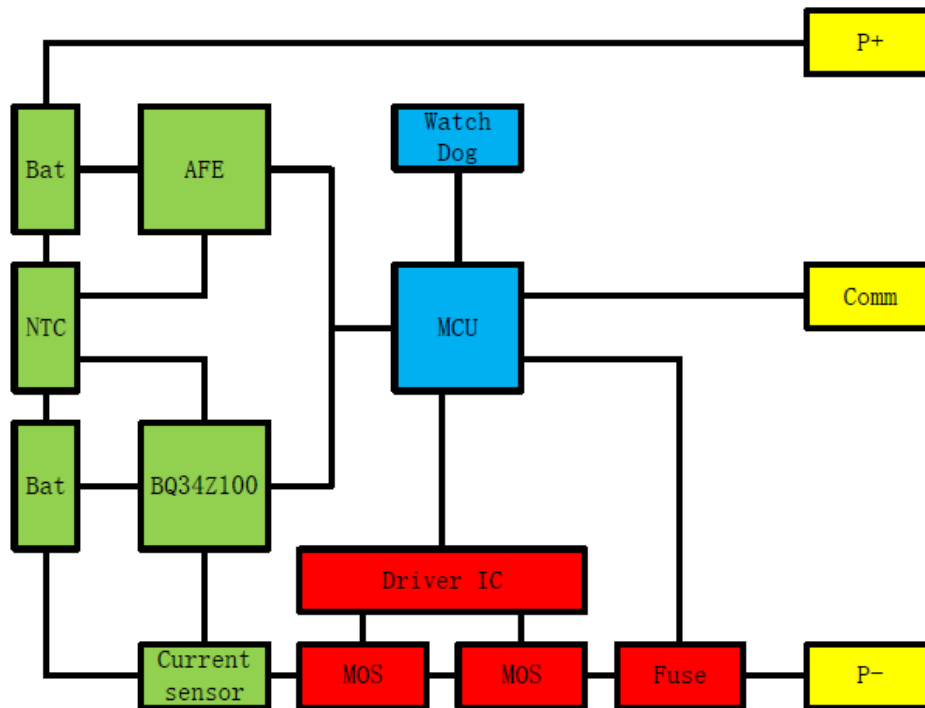 P+
Watch
Dog
Bat
AFE
NTC
MCU
Comm
Bat
BQ34Z100
Driver IC
Current
sensor
MOS
MOS
Fuse
P-